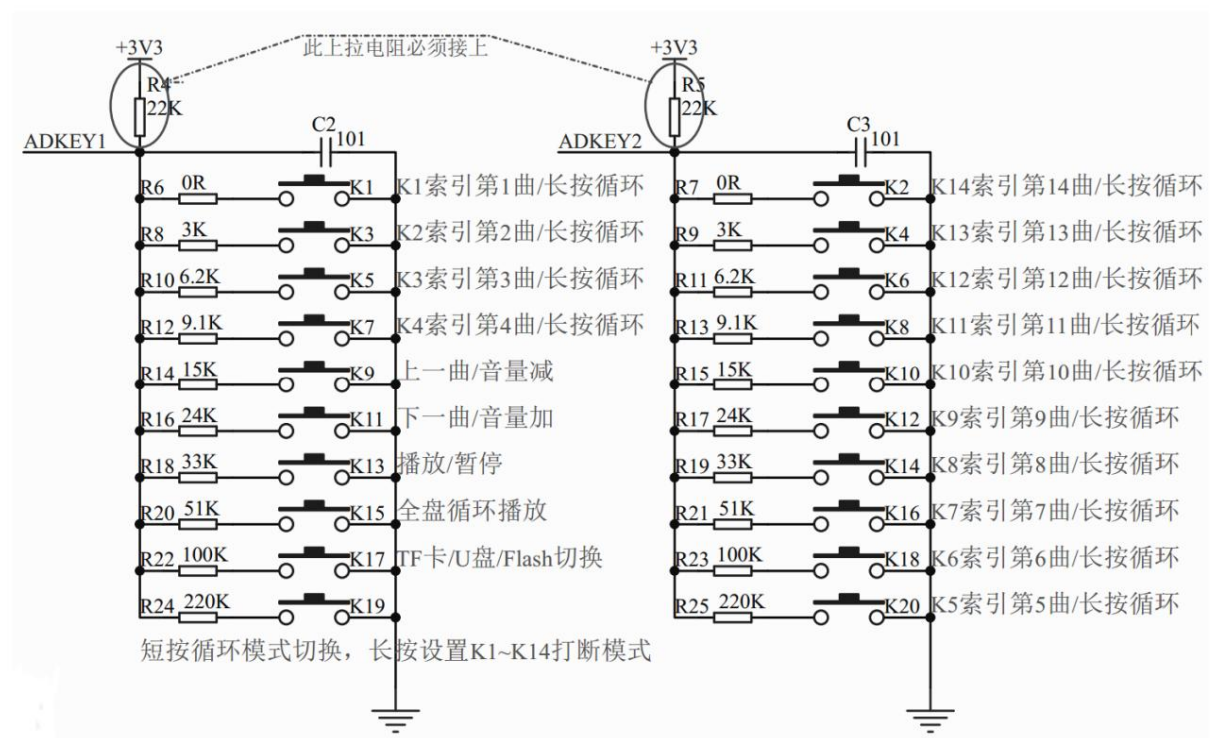 +3V3 此上拉电阻必须接上 +3V3
R4 R5
22K 22K
C2 C3
ADKEY1 101 ADKEY2 101
R6 0R K1 K1索引第1曲/长按循环 R7 0R K2 K14索引第14曲/长按循环
R8 3K K3 K2索引第2曲/长按循环 R9 3K K4 K13索引第13曲/长按循环
R10 6.2K K5 K3索引第3曲/长按循环 R11 6.2K K6 K12索引第12曲/长按循环
R12 9.1K K7 K4索引第4曲/长按循环 R13 9.1K K8 K11索引第11曲/长按循环
R14 15K K9 上一曲/音量减 R15 15K K10 K10索引第10曲/长按循环
R16 24K K11 下一曲/音量加 R17 24K K12 K9索引第9曲/长按循环
R18 33K K13 播放/暂停 R19 33K K14 K8索引第8曲/长按循环
R20 51K K15 全盘循环播放 R21 51K K16 K7索引第7曲/长按循环
R22 100K K17 TF卡/U盘/Flash切换 R23 100K K18 K6索引第6曲/长按循环
R24 220K K19 R25 220K K20 K5索引第5曲/长按循环
短按循环模式切换，长按设置K1~K14打断模式